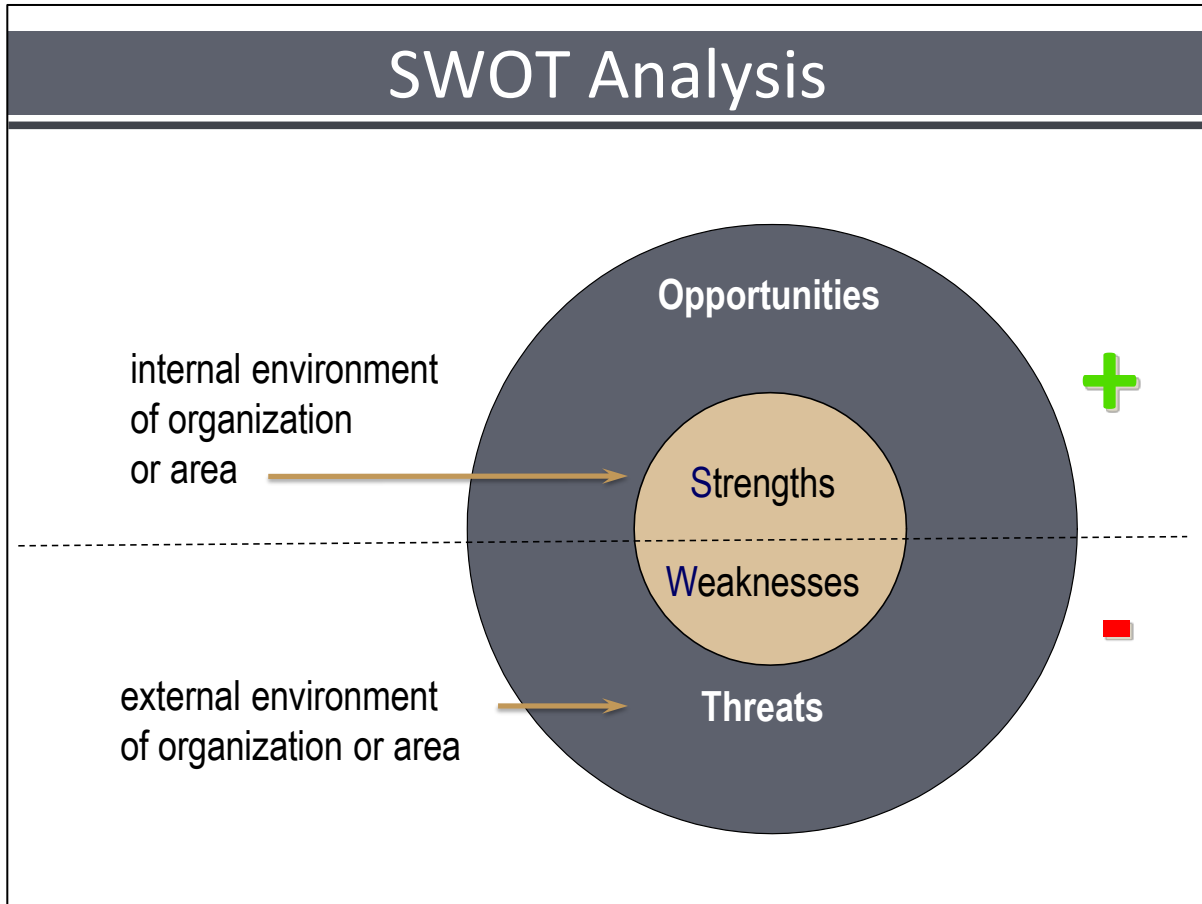 SWOT Analysis
Opportunities
internal environment
of organization
or area
+
Strengths
Weaknesses
-
external environment
of organization or area
Threats